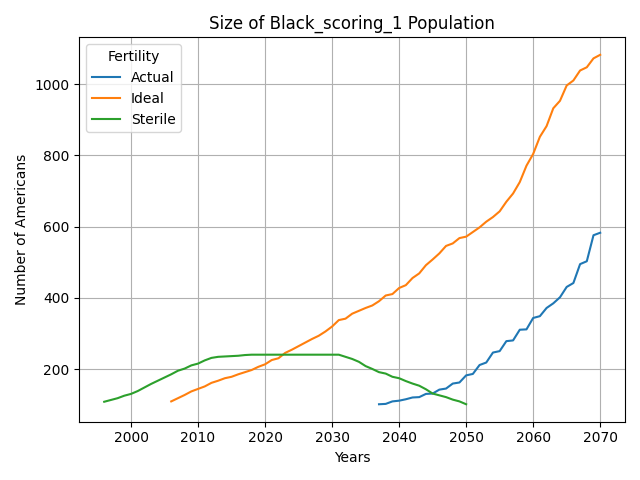 Size of Black_scoring_1 Population
Fertility
Actual
Ideal
Sterile
Number of Americans
1000
800
600
400
200
2000 2010 2020 2030 2040 2050 2060 2070
Years